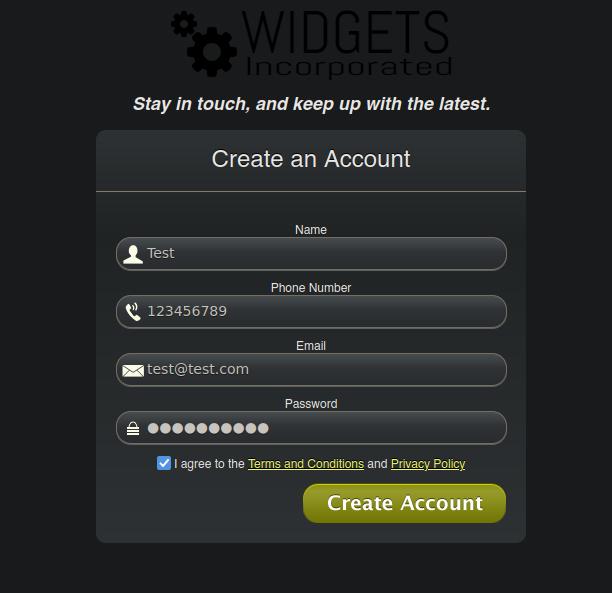 WIDGETS
Incorporated
Stay in touch, and keep up with the latest.
Create an Account
Name
Test
Phone Number
123456789
Email
test@test.com
Password
●●●●●●●●●●
I agree to the Terms and Conditions and Privacy Policy
Create Account